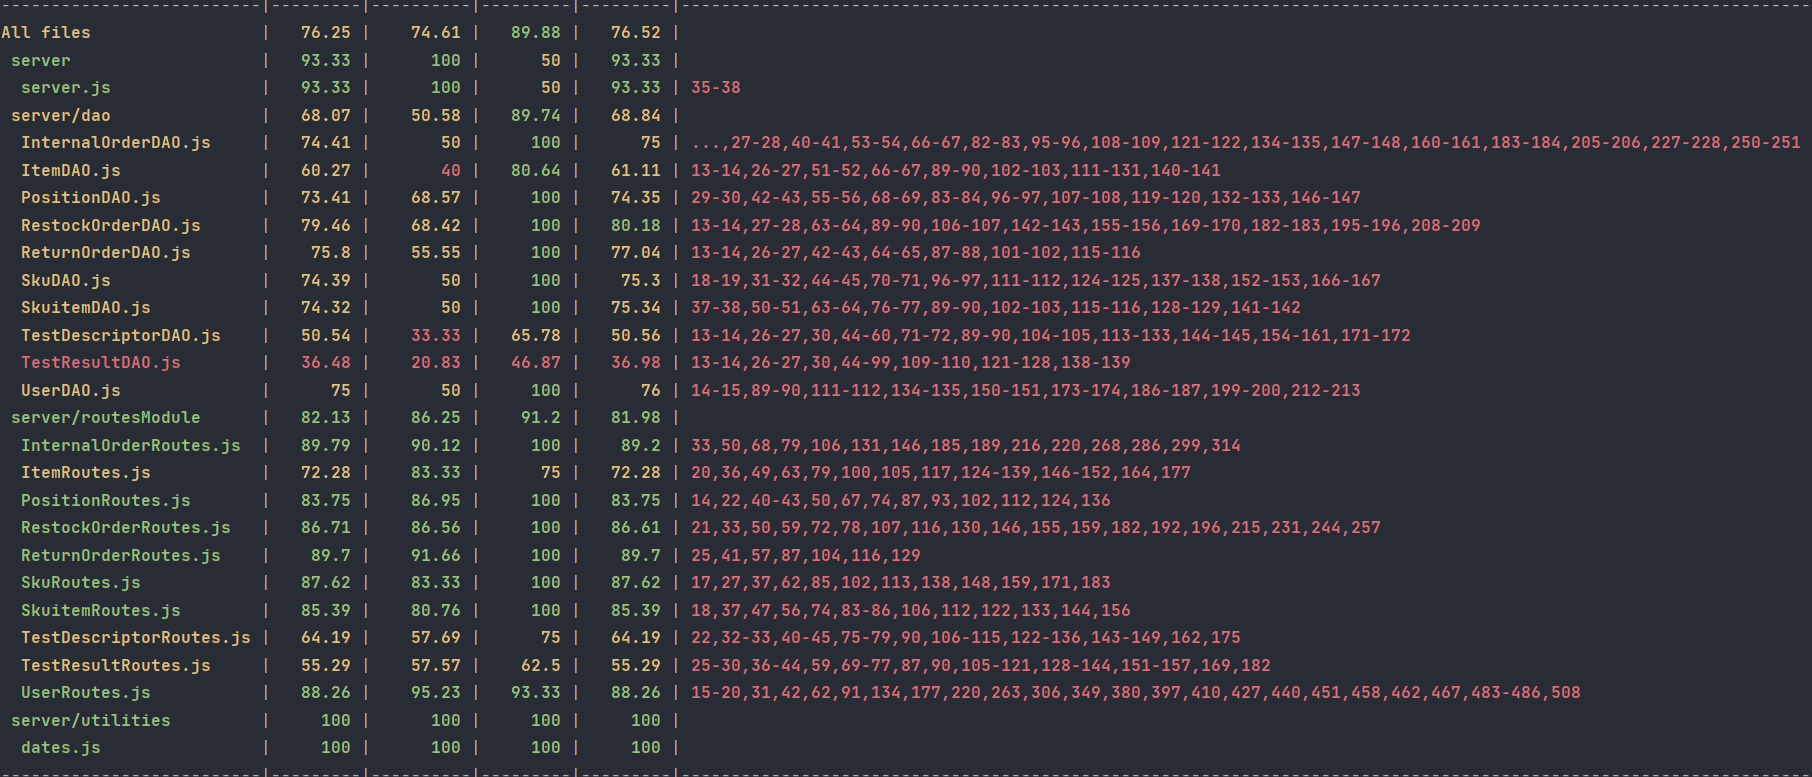 --------------------------|---------|----------|---------|---------|-----------------------------------------------------------------------------------------------------------------
All files                 |   76.25 |    74.61 |   89.88 |   76.52 |
 server                   |   93.33 |      100 |      50 |   93.33 |
  server.js               |   93.33 |      100 |      50 |   93.33 | 35-38
 server/dao               |   68.07 |    50.58 |   89.74 |   68.84 |
  InternalOrderDAO.js     |   74.41 |       50 |     100 |      75 | ...,27-28,40-41,53-54,66-67,82-83,95-96,108-109,121-122,134-135,147-148,160-161,183-184,205-206,227-228,250-251
  ItemDAO.js              |   60.27 |       40 |   80.64 |   61.11 | 13-14,26-27,51-52,66-67,89-90,102-103,111-131,140-141
  PositionDAO.js          |   73.41 |    68.57 |     100 |   74.35 | 29-30,42-43,55-56,68-69,83-84,96-97,107-108,119-120,132-133,146-147
  RestockOrderDAO.js      |   79.46 |    68.42 |     100 |   80.18 | 13-14,27-28,63-64,89-90,106-107,142-143,155-156,169-170,182-183,195-196,208-209
  ReturnOrderDAO.js       |    75.8 |    55.55 |     100 |   77.04 | 13-14,26-27,42-43,64-65,87-88,101-102,115-116
  SkuDAO.js               |   74.39 |       50 |     100 |    75.3 | 18-19,31-32,44-45,70-71,96-97,111-112,124-125,137-138,152-153,166-167
  SkuitemDAO.js           |   74.32 |       50 |     100 |   75.34 | 37-38,50-51,63-64,76-77,89-90,102-103,115-116,128-129,141-142
  TestDescriptorDAO.js    |   50.54 |    33.33 |   65.78 |   50.56 | 13-14,26-27,30,44-60,71-72,89-90,104-105,113-133,144-145,154-161,171-172
  TestResultDAO.js        |   36.48 |    20.83 |   46.87 |   36.98 | 13-14,26-27,30,44-99,109-110,121-128,138-139
  UserDAO.js              |      75 |       50 |     100 |      76 | 14-15,89-90,111-112,134-135,150-151,173-174,186-187,199-200,212-213
 server/routesModule      |   82.13 |    86.25 |    91.2 |   81.98 |
  InternalOrderRoutes.js  |   89.79 |    90.12 |     100 |    89.2 | 33,50,68,79,106,131,146,185,189,216,220,268,286,299,314
  ItemRoutes.js           |   72.28 |    83.33 |      75 |   72.28 | 20,36,49,63,79,100,105,117,124-139,146-152,164,177
  PositionRoutes.js       |   83.75 |    86.95 |     100 |   83.75 | 14,22,40-43,50,67,74,87,93,102,112,124,136
  RestockOrderRoutes.js   |   86.71 |    86.56 |     100 |   86.61 | 21,33,50,59,72,78,107,116,130,146,155,159,182,192,196,215,231,244,257
  ReturnOrderRoutes.js    |    89.7 |    91.66 |     100 |    89.7 | 25,41,57,87,104,116,129
  SkuRoutes.js            |   87.62 |    83.33 |     100 |   87.62 | 17,27,37,62,85,102,113,138,148,159,171,183
  SkuitemRoutes.js        |   85.39 |    80.76 |     100 |   85.39 | 18,37,47,56,74,83-86,106,112,122,133,144,156
  TestDescriptorRoutes.js |   64.19 |    57.69 |      75 |   64.19 | 22,32-33,40-45,75-79,90,106-115,122-136,143-149,162,175
  TestResultRoutes.js     |   55.29 |    57.57 |    62.5 |   55.29 | 25-30,36-44,59,69-77,87,90,105-121,128-144,151-157,169,182
  UserRoutes.js           |   88.26 |    95.23 |   93.33 |   88.26 | 15-20,31,42,62,91,134,177,220,263,306,349,380,397,410,427,440,451,458,462,467,483-486,508
 server/utilities         |     100 |      100 |     100 |     100 |
  dates.js                |     100 |      100 |     100 |     100 |
--------------------------|---------|----------|---------|---------|-----------------------------------------------------------------------------------------------------------------